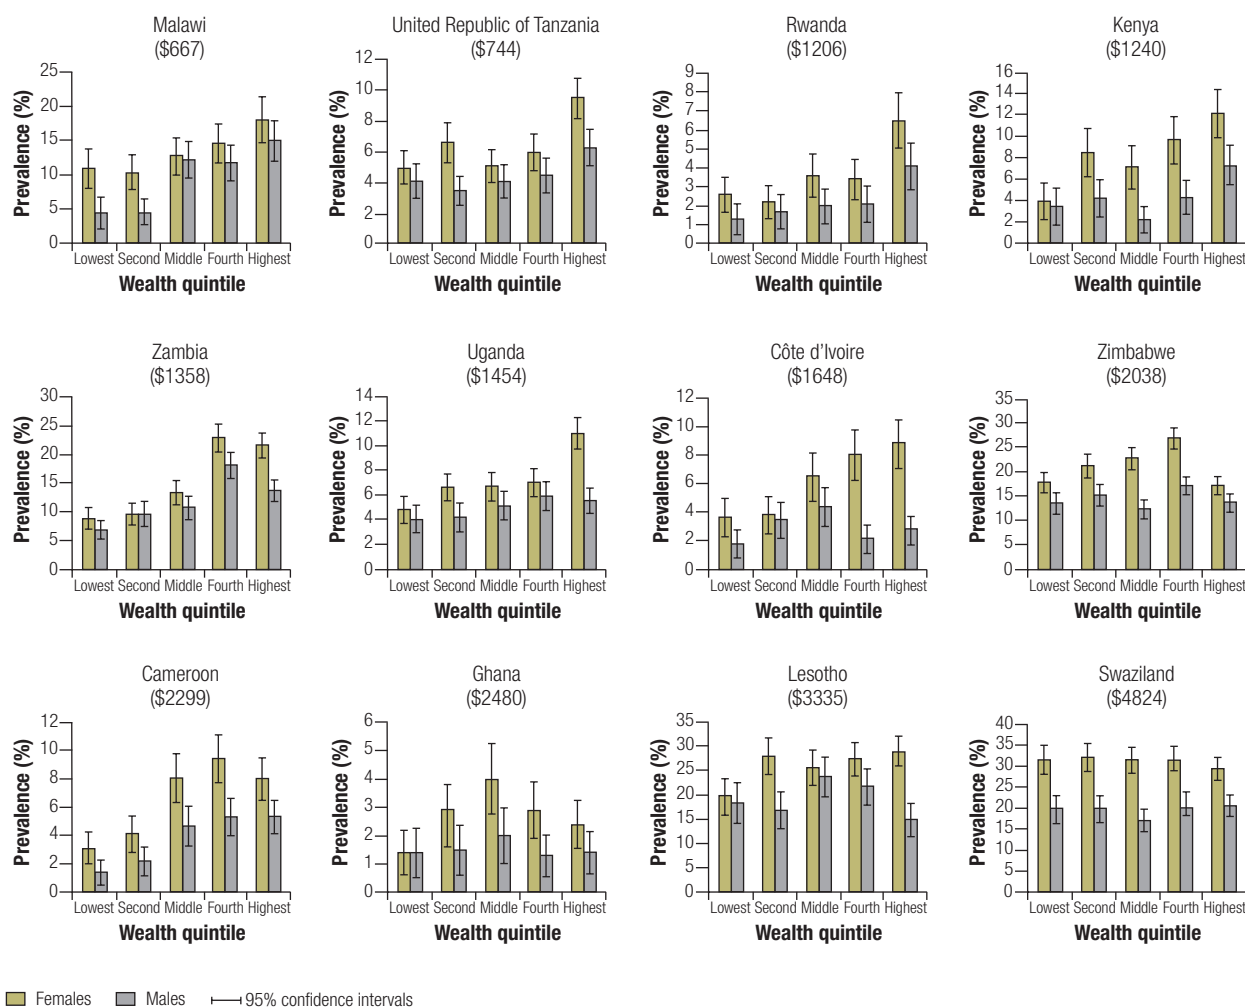 Malawi
($667)
Prevalence (%)
25
20
15
10
5
0
Lowest Second Middle Fourth Highest
Wealth quintile
United Republic of Tanzania
($744)
Prevalence (%)
12
10
8
6
4
2
0
Lowest Second Middle Fourth Highest
Wealth quintile
Rwanda
($1206)
Prevalence (%)
9
8
7
6
5
4
3
2
1
0
Lowest Second Middle Fourth Highest
Wealth quintile
Kenya
($1240)
Prevalence (%)
16
14
12
10
8
6
4
2
0
Lowest Second Middle Fourth Highest
Wealth quintile
Zambia
($1358)
Prevalence (%)
30
25
20
15
10
5
0
Lowest Second Middle Fourth Highest
Wealth quintile
Uganda
($1454)
Prevalence (%)
14
12
10
8
6
4
2
0
Lowest Second Middle Fourth Highest
Wealth quintile
Côte d'Ivoire
($1648)
Prevalence (%)
12
10
8
6
4
2
0
Lowest Second Middle Fourth Highest
Wealth quintile
Zimbabwe
($2038)
Prevalence (%)
35
30
25
20
15
10
5
0
Lowest Second Middle Fourth Highest
Wealth quintile
Cameroon
($2299)
Prevalence (%)
12
10
8
6
4
2
0
Lowest Second Middle Fourth Highest
Wealth quintile
Ghana
($2480)
Prevalence (%)
6
5
4
3
2
1
0
Lowest Second Middle Fourth Highest
Wealth quintile
Lesotho
($3335)
Prevalence (%)
35
30
25
20
15
10
5
0
Lowest Second Middle Fourth Highest
Wealth quintile
Swaziland
($4824)
Prevalence (%)
40
35
30
25
20
15
10
5
0
Lowest Second Middle Fourth Highest
Wealth quintile
Females Males 95% confidence intervals